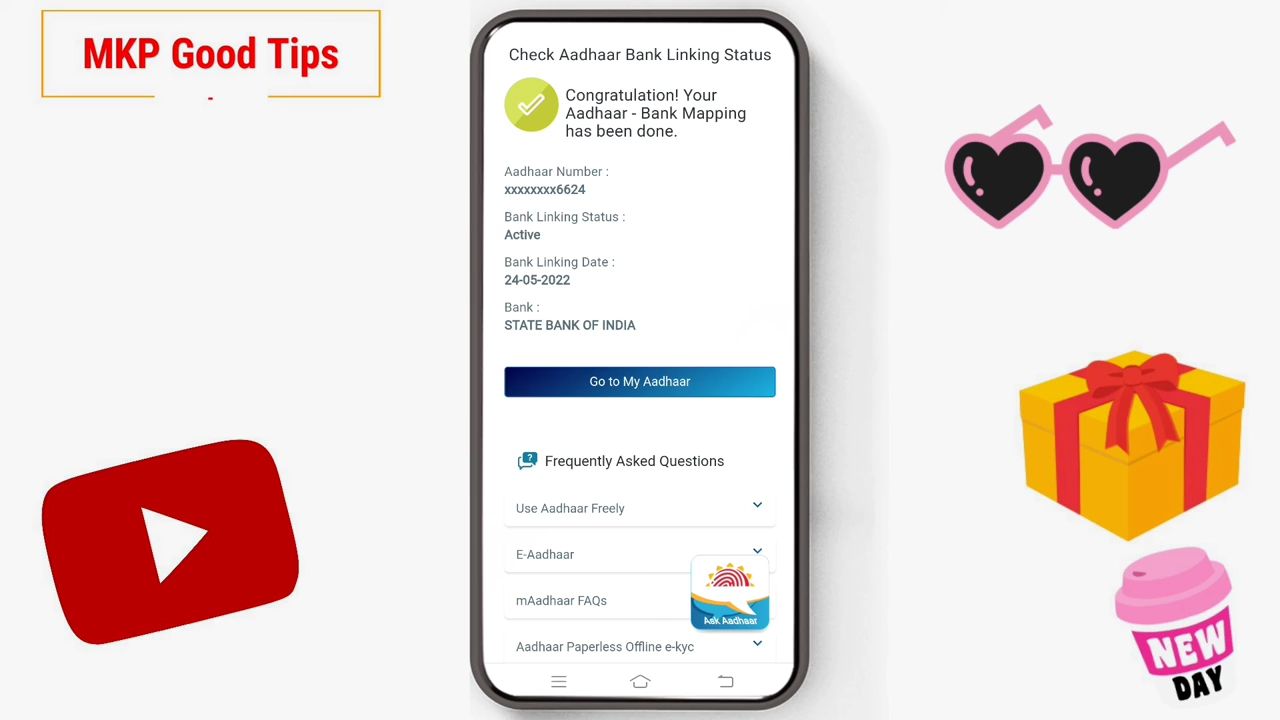 MKP Good Tips
Check Aadhaar Bank Linking Status
Congratulation! Your
Aadhaar - Bank Mapping
has been done.
Aadhaar Number :
xxxxxxxx6624
Bank Linking Status :
Active
Bank Linking Date :
24-05-2022
Bank :
STATE BANK OF INDIA
Go to My Aadhaar
? Frequently Asked Questions
Use Aadhaar Freely
E-Aadhaar
mAadhaar FAQs
Ask Aadhaar
Aadhaar Paperless Offline e-kyc
NEW
DAY